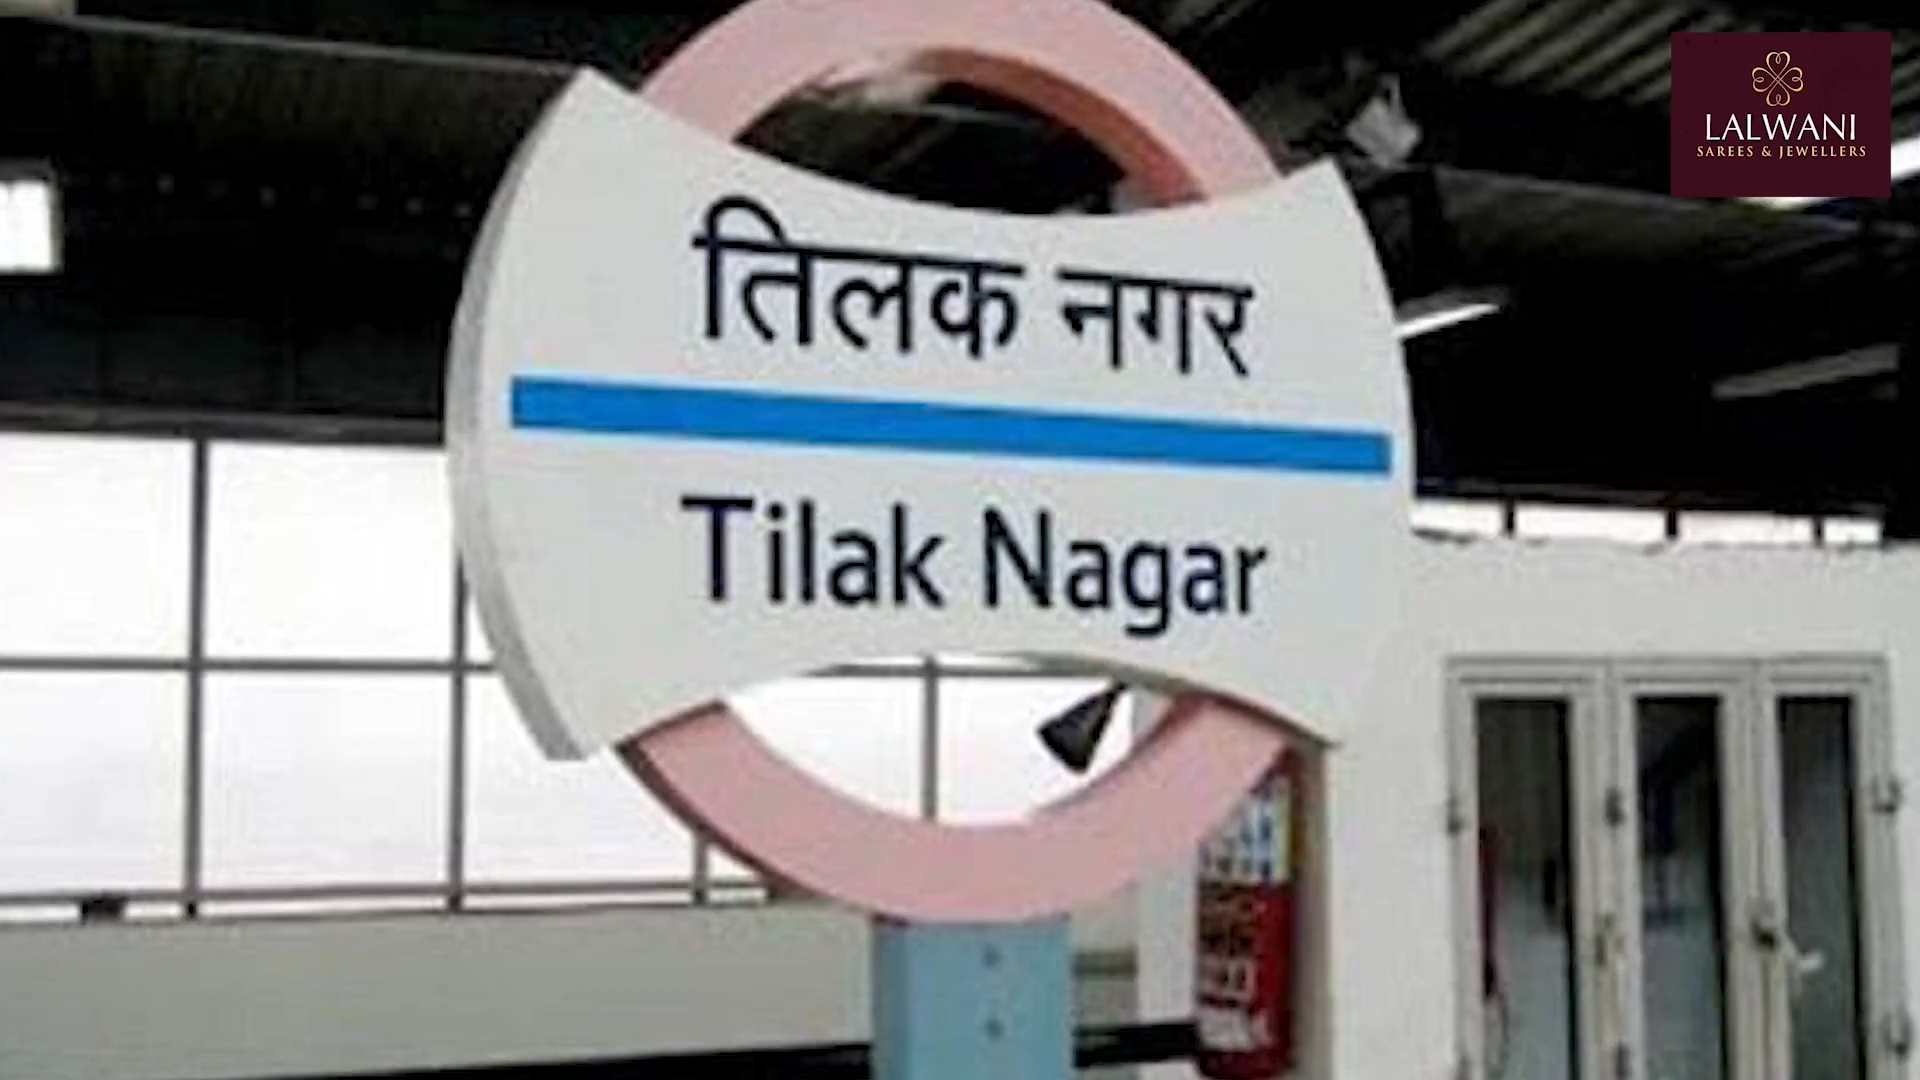 LALWANI
SAREES & JEWELLERS
तिलक नगर
Tilak Nagar